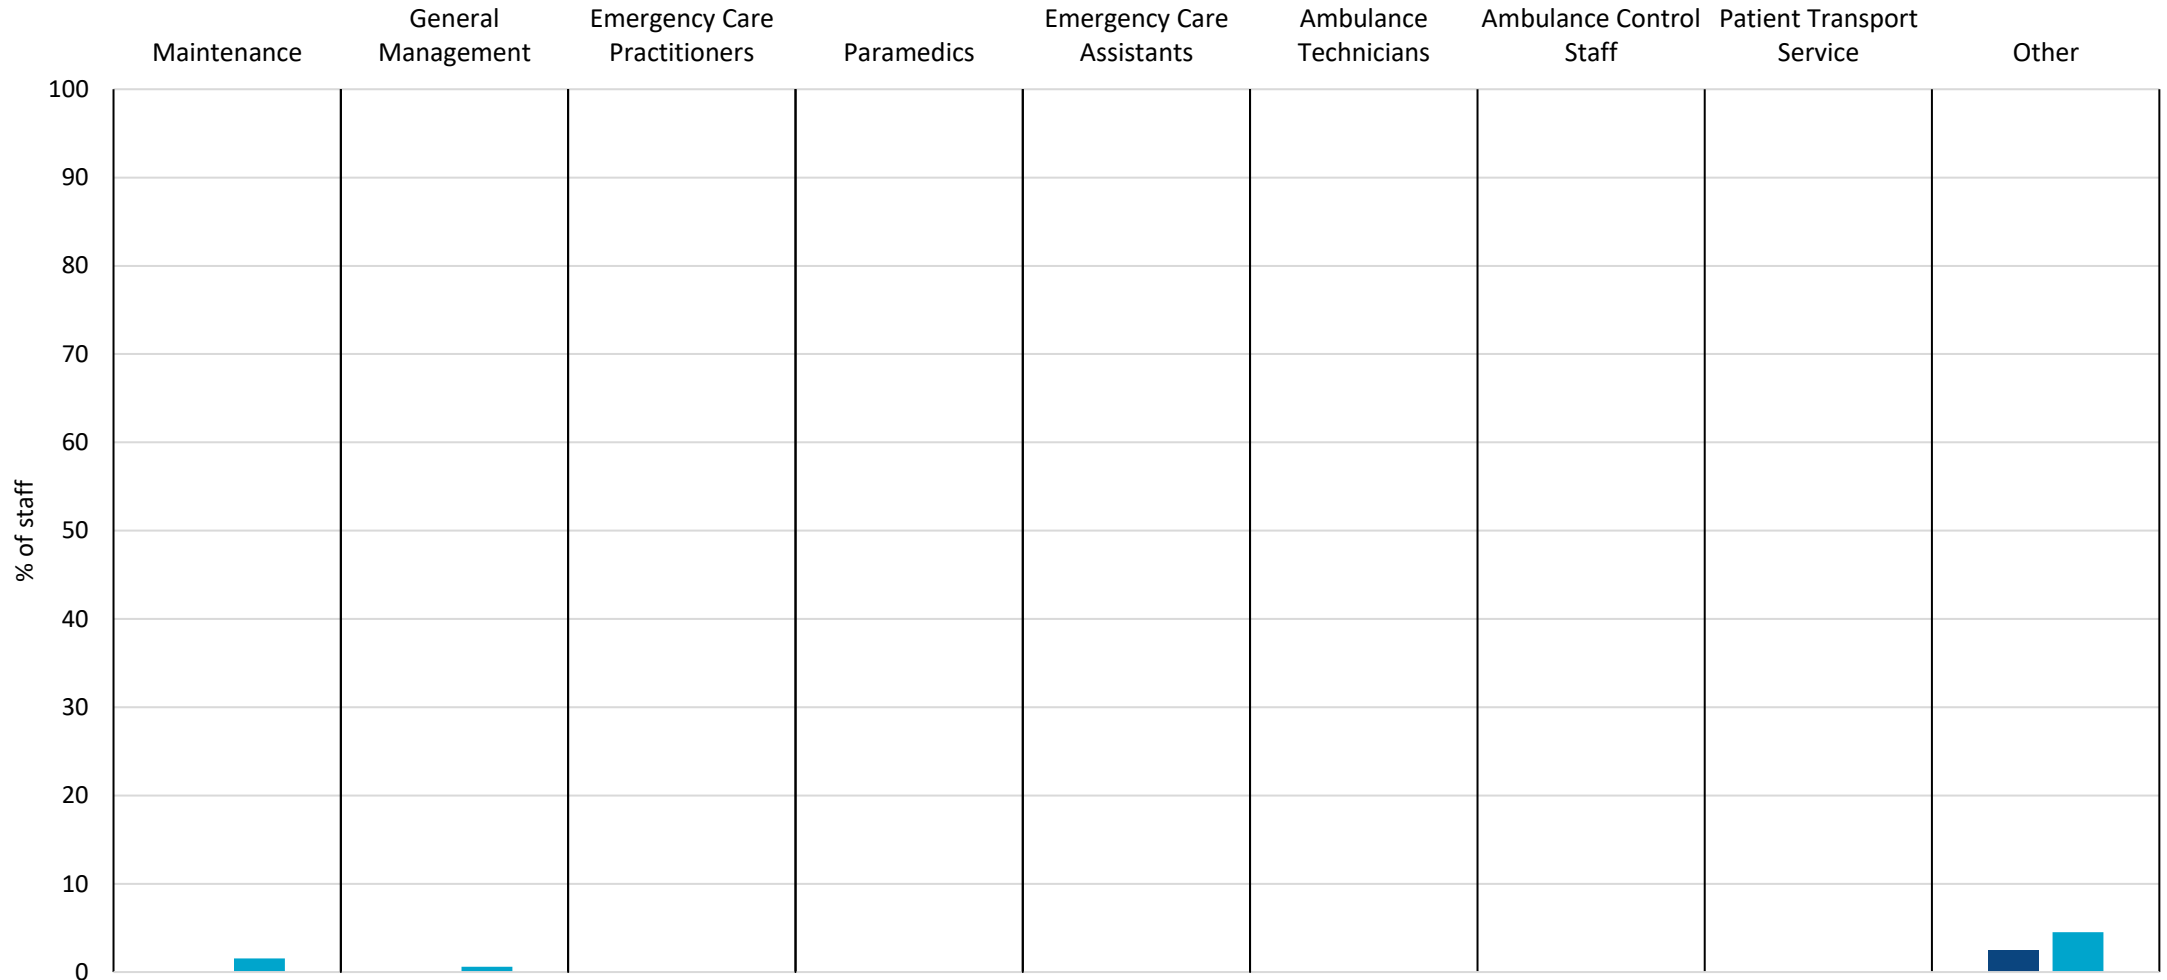 General
Emergency Care
Emergency Care
Ambulance
Ambulance Control
Patient Transport
Maintenance
Management
Practitioners
Paramedics
Assistants
Technicians
Staff
Service
Other
100
90
80
70
60
50
40
30
20
10
0
% of staff